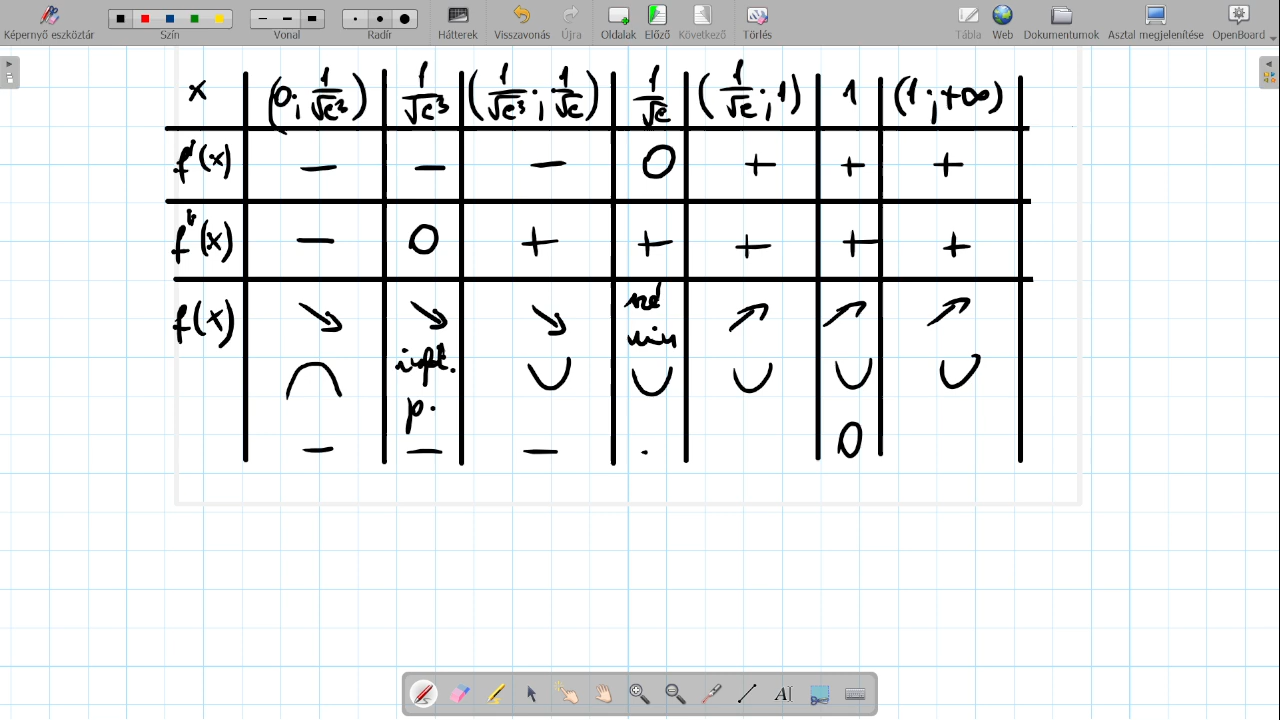 Képernyő eszköztár Szín Vonal Radír Hátterek Visszavonás Újra Oldalak Előző Következő Törlés Tábla Web Dokumentumok Asztal megjelenítése OpenBoard
x (0; 1/√e³) 1/√e³ (1/√e³; 1/√e) 1/√e (1/√e; 1) 1 (1; +∞)
f'(x) − − − 0 + + +
f''(x) − 0 + + + + +
f(x) ↘ ↘ ↘ ↗ ↗ ↗
min
∩ infl. ∪ ∪ ∪ ∪ ∪
p.
− − − . 0